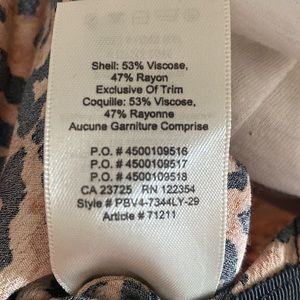 Shell: 53% Viscose,
47% Rayon
Exclusive Of Trim
Coquille: 53% Viscose,
47% Rayonne
Aucune Garniture Comprise
P.O. # 4500109516
P.O. # 4500109517
P.O. # 4500109518
CA 23725 RN 122354
Style # PBV4-7344LY-29
Article # 71211